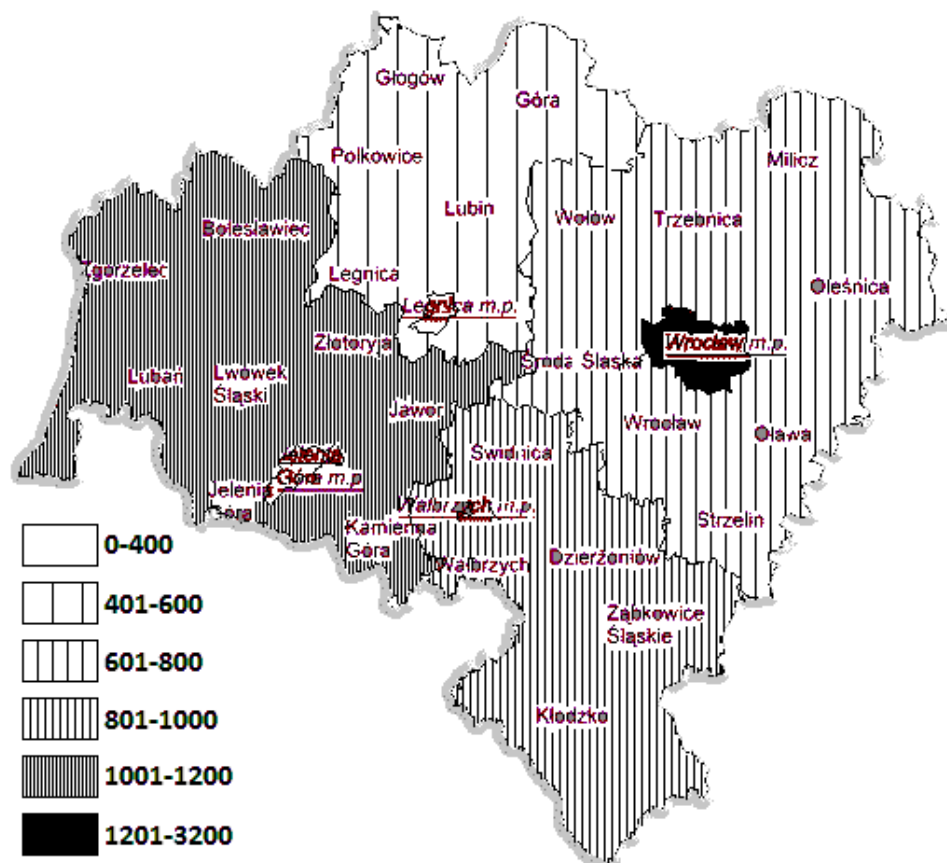 Głogów
Góra
Polkowice
Milicz
Lubin
Wołów
Trzebnica
Bolesławiec
Zgorzelec
Legnica
Oleśnica
Legnica m.p.
Złotoryja
Wrocław m.p.
Środa Śląska
Lubań
Lwowek
Śląski
Jawor
Wrocław
Oława
Świdnica
Jelenia
Góra m.p.
Jelenia
Góra
Wałbrzych m.p.
Kamienna
Góra
Strzelin
Wałbrzych
Dzierżoniów
Ząbkowice
Śląskie
Kłodzko
0-400
401-600
601-800
801-1000
1001-1200
1201-3200